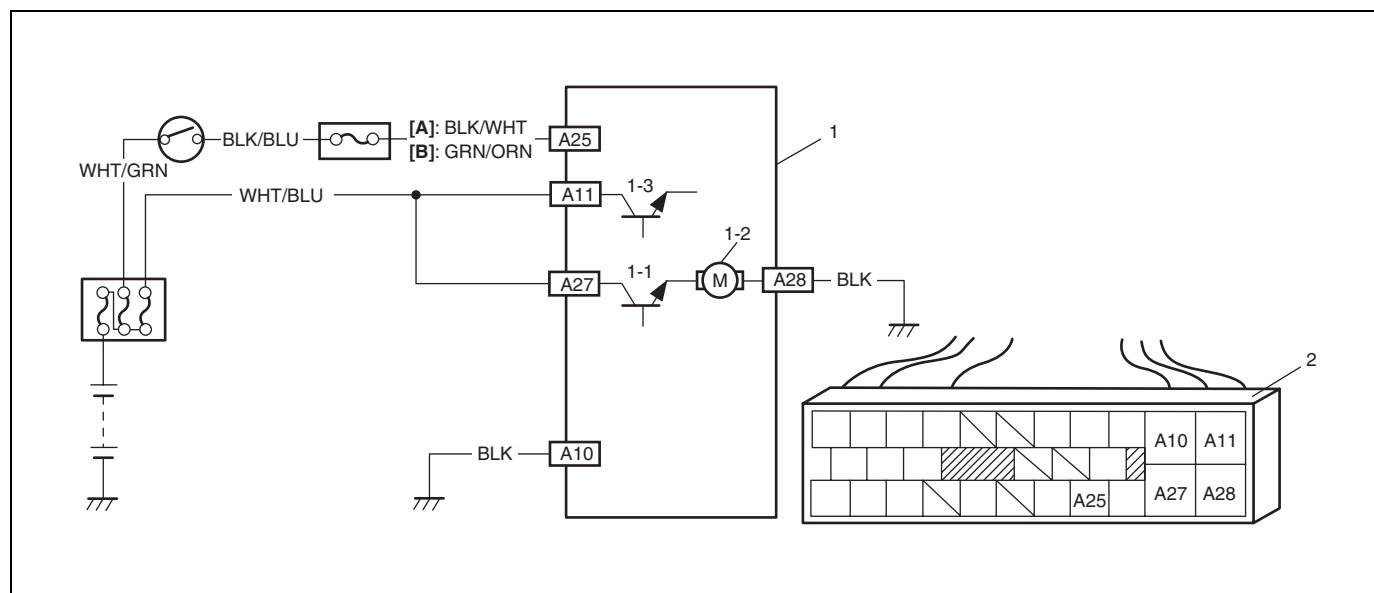 [A]: BLK/WHT
BLK/BLU
[B]: GRN/ORN
A25
1
WHT/GRN
WHT/BLU
A11
1-3
1-2
A27
1-1
M
A28
BLK
2
BLK
A10
A10
A11
A27
A28
A25